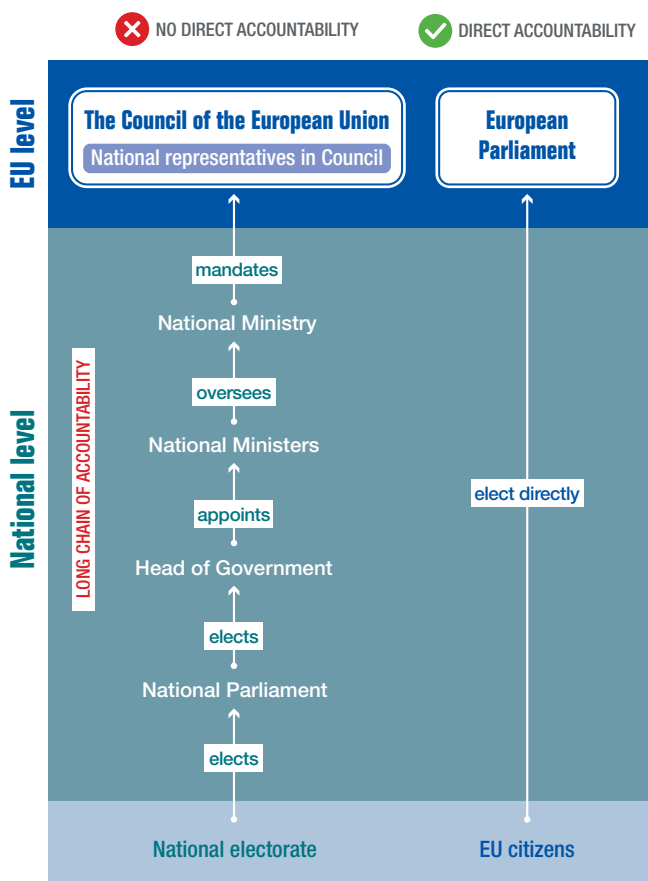 NO DIRECT ACCOUNTABILITY
DIRECT ACCOUNTABILITY
EU level
The Council of the European Union
National representatives in Council
European
Parliament
National level
LONG CHAIN OF ACCOUNTABILITY
mandates
National Ministry
oversees
National Ministers
appoints
Head of Government
elects
National Parliament
elects
National electorate
elect directly
EU citizens